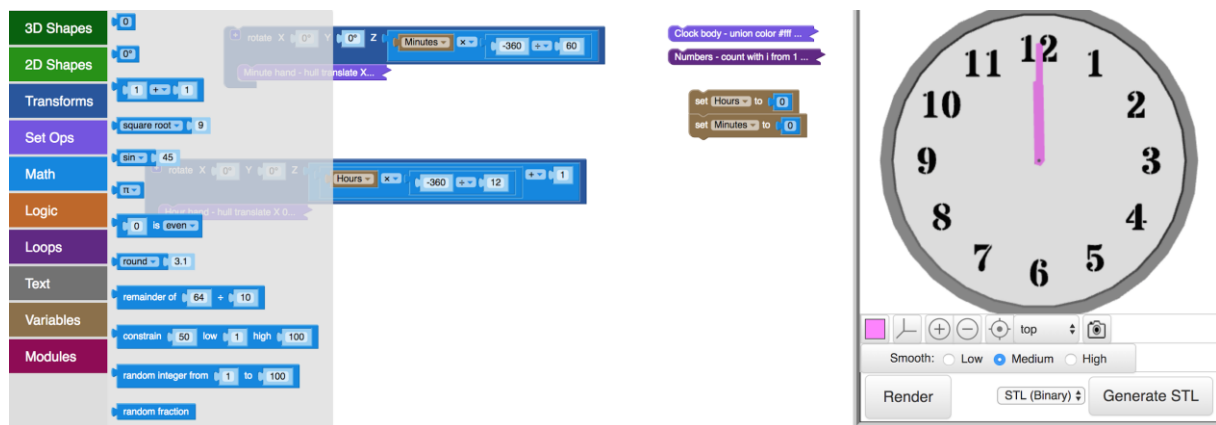 3D Shapes
2D Shapes
Transforms
Set Ops
Math
Logic
Loops
Text
Variables
Modules
0
0°
1 + 1
square root 9
sin 45
π
0 is even
round 3.1
remainder of 64 ÷ 10
constrain 50 low 1 high 100
random integer from 1 to 100
random fraction
rotate X 0° Y 0° Z Minutes × -360 ÷ 60
Minute hand - hull translate X...
rotate X 0° Y 0° Z Hours × -360 ÷ 12 + 1
Hour hand - hull translate X 0...
Clock body - union color #fff ...
Numbers - count with i from 1 ...
set Hours to 0
set Minutes to 0
12
11 1
10 2
9 3
8 4
7 5
6
top
Smooth: Low Medium High
Render STL (Binary) Generate STL